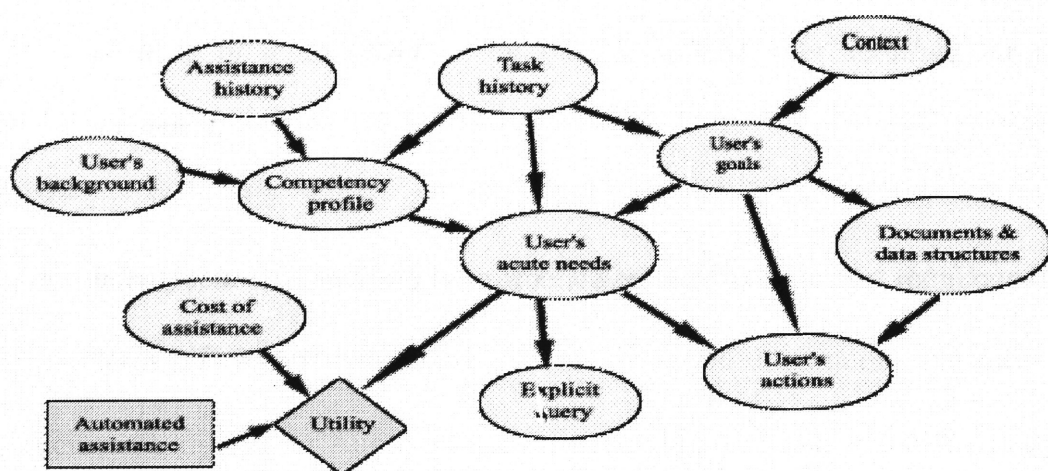 Context
Assistance
history
Task
history
User's
goals
User's
background
Competency
profile
User's
acute needs
Documents &
data structures
Cost of
assistance
User's
actions
Explicit
Automated
assistance
Utility